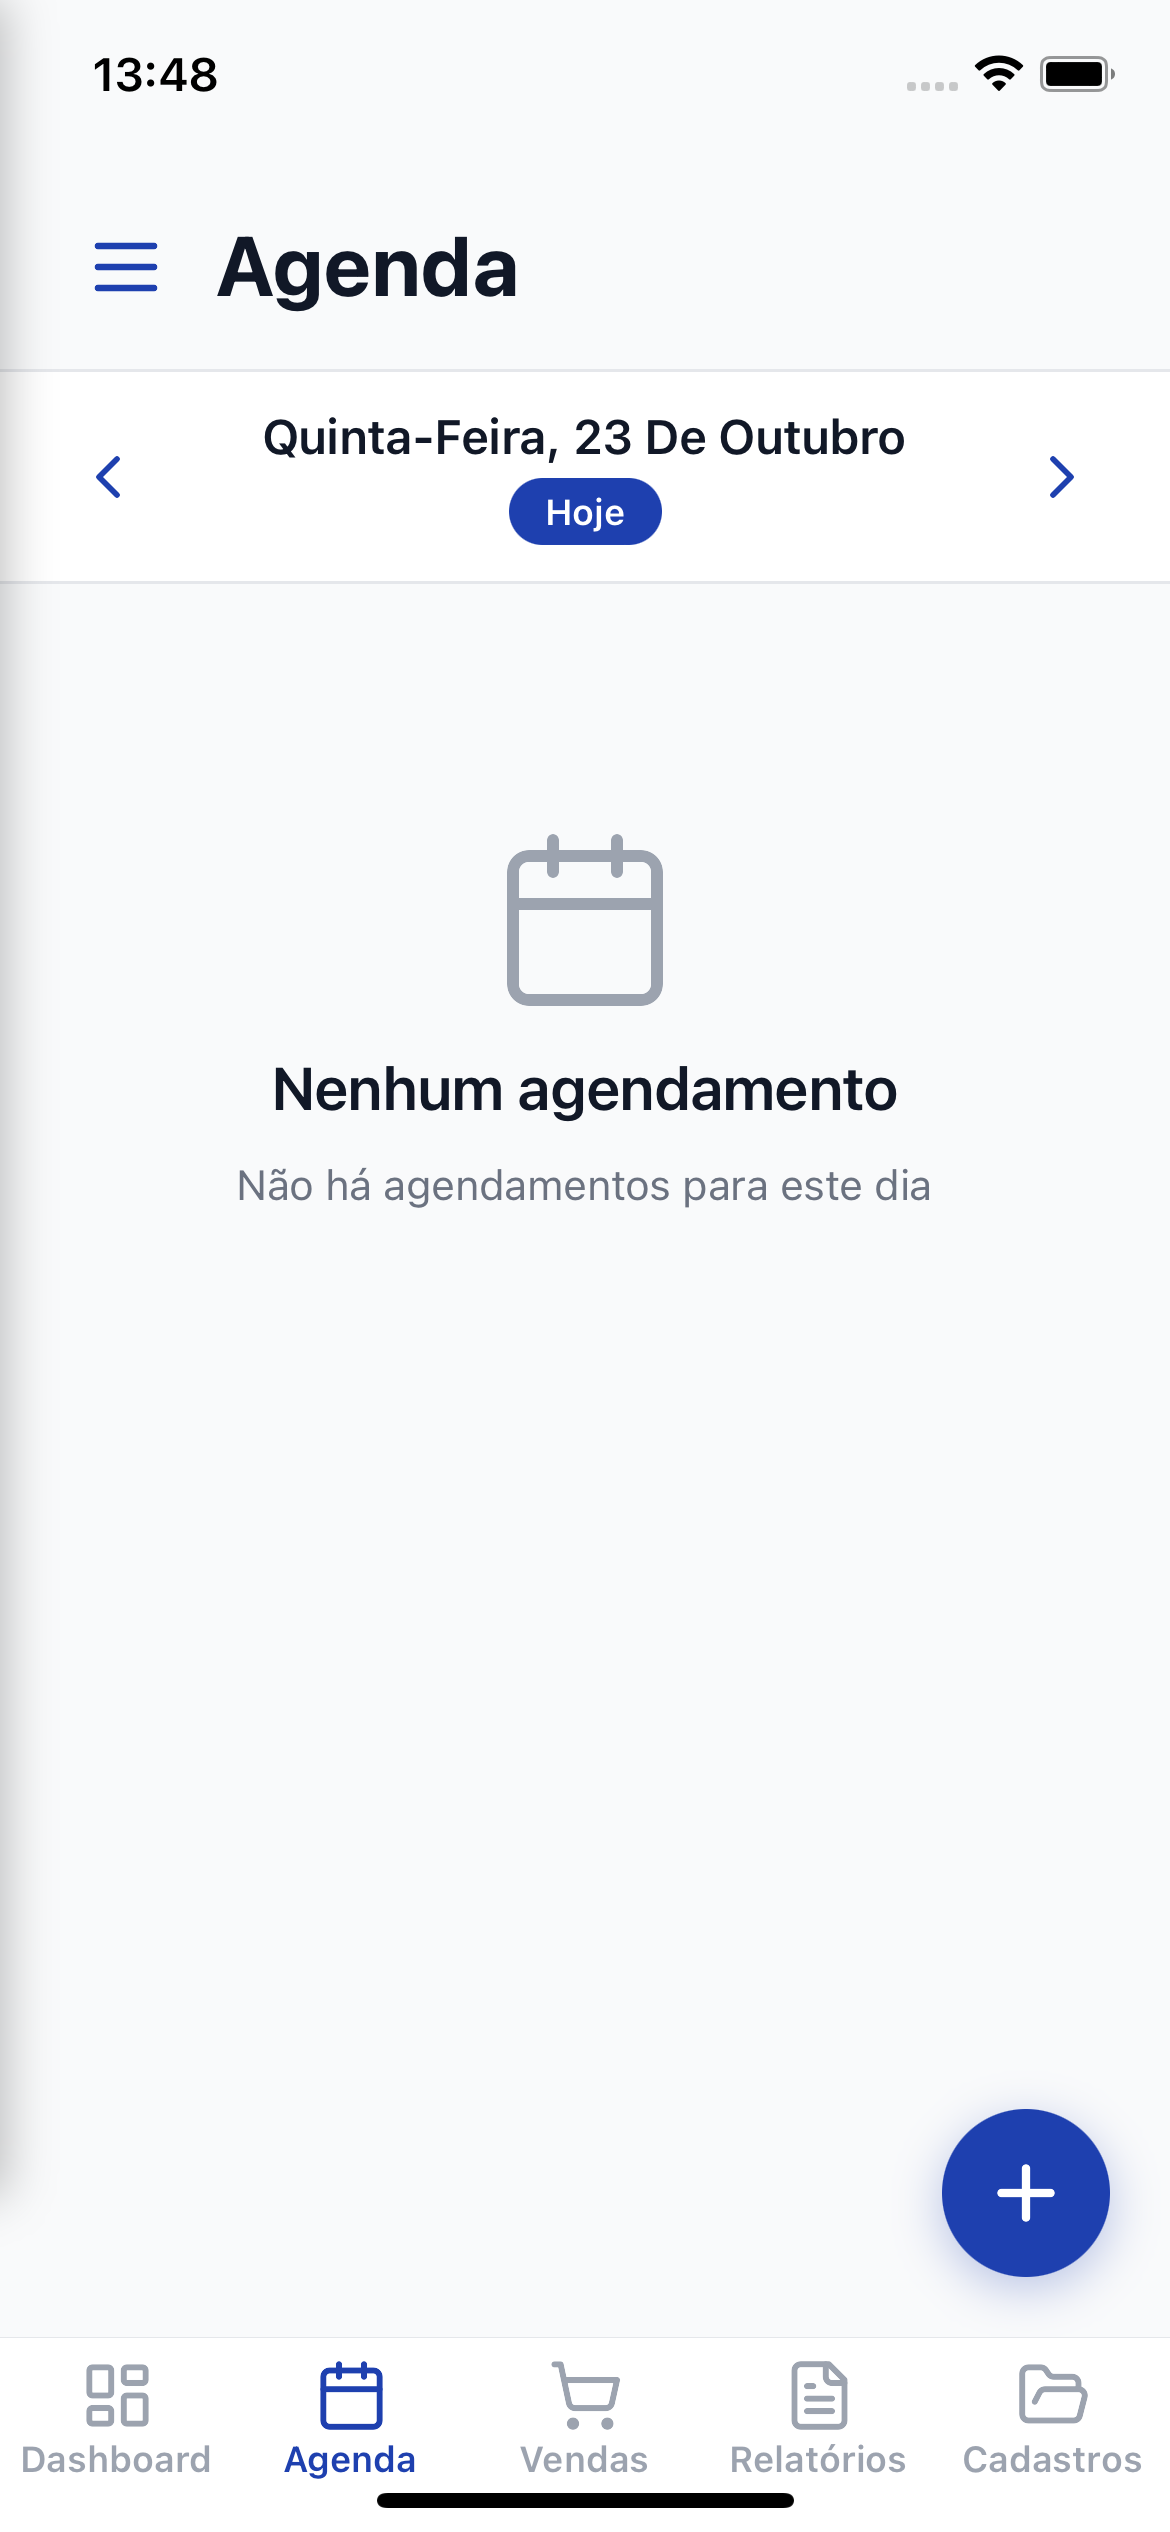 13:48
Agenda
Quinta-Feira, 23 De Outubro
Hoje
Nenhum agendamento
Não há agendamentos para este dia
Dashboard
Agenda
Vendas
Relatórios
Cadastros